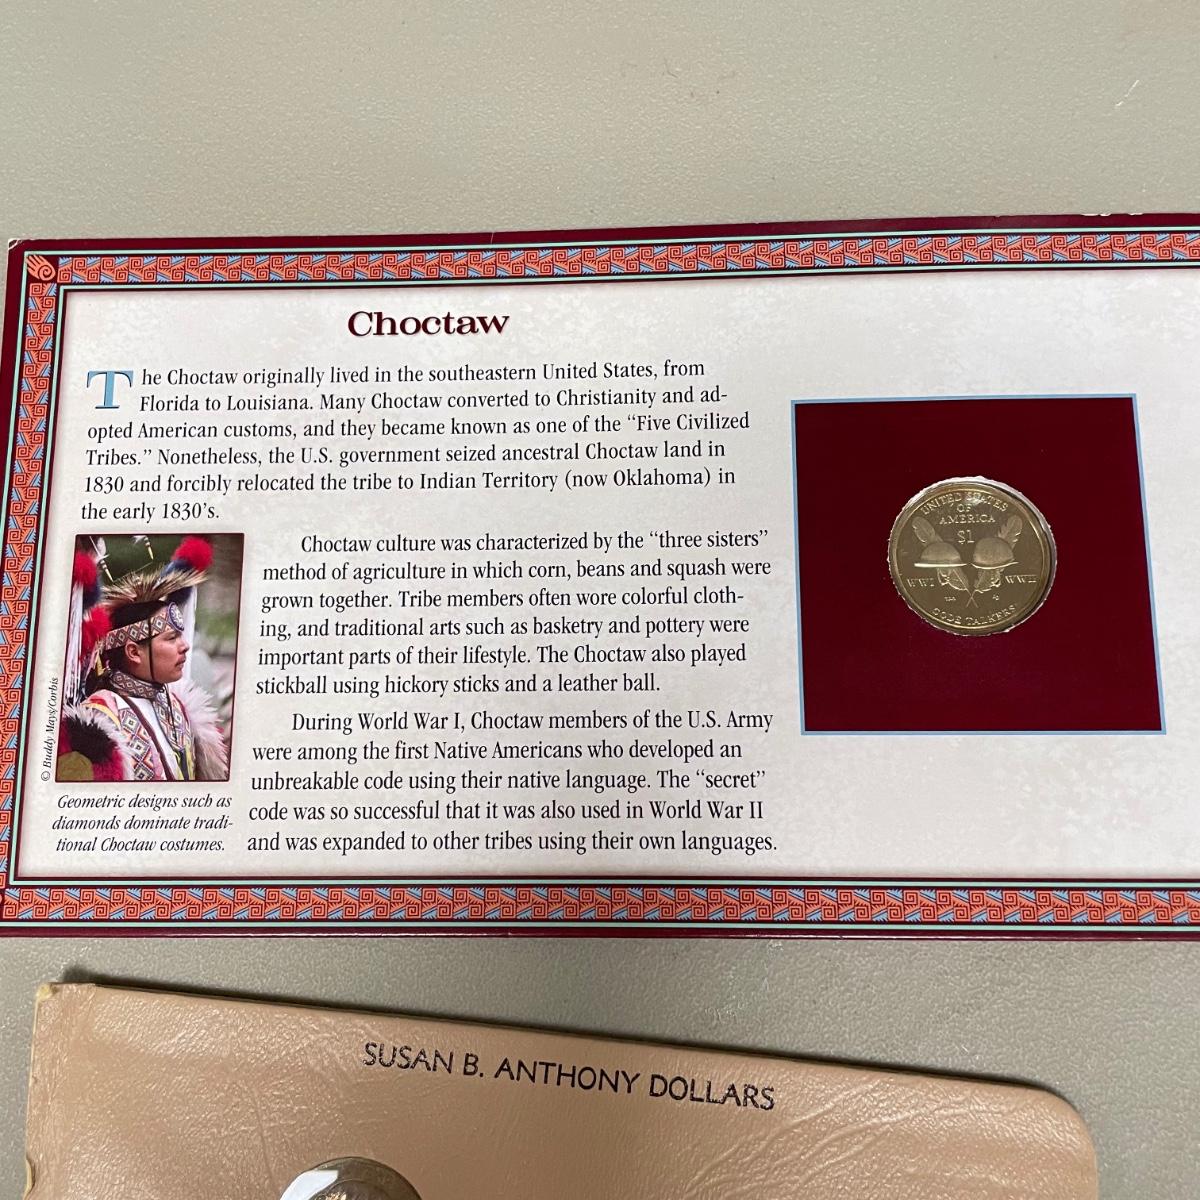 Choctaw
The Choctaw originally lived in the southeastern United States, from
Florida to Louisiana. Many Choctaw converted to Christianity and ad-
opted American customs, and they became known as one of the “Five Civilized
Tribes.” Nonetheless, the U.S. government seized ancestral Choctaw land in
1830 and forcibly relocated the tribe to Indian Territory (now Oklahoma) in
the early 1830’s.
Choctaw culture was characterized by the “three sisters”
method of agriculture in which corn, beans and squash were
grown together. Tribe members often wore colorful cloth-
ing, and traditional arts such as basketry and pottery were
important parts of their lifestyle. The Choctaw also played
stickball using hickory sticks and a leather ball.
During World War I, Choctaw members of the U.S. Army
were among the first Native Americans who developed an
unbreakable code using their native language. The “secret”
code was so successful that it was also used in World War II
and was expanded to other tribes using their own languages.
© Buddy Mays/Corbis
Geometric designs such as
diamonds dominate tradi-
tional Choctaw costumes.
UNITED STATES
OF
AMERICA
$1
WWI WWII
CODE TALKERS
SUSAN B. ANTHONY DOLLARS